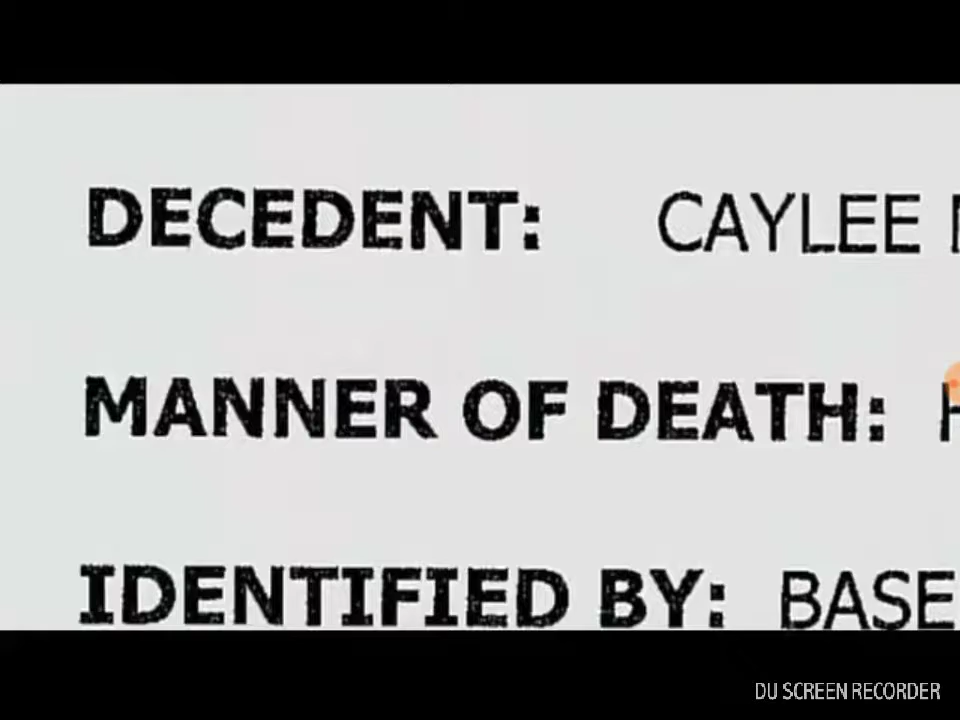 DECEDENT: CAYLEE
MANNER OF DEATH:
IDENTIFIED BY: BASE
DU SCREEN RECORDER